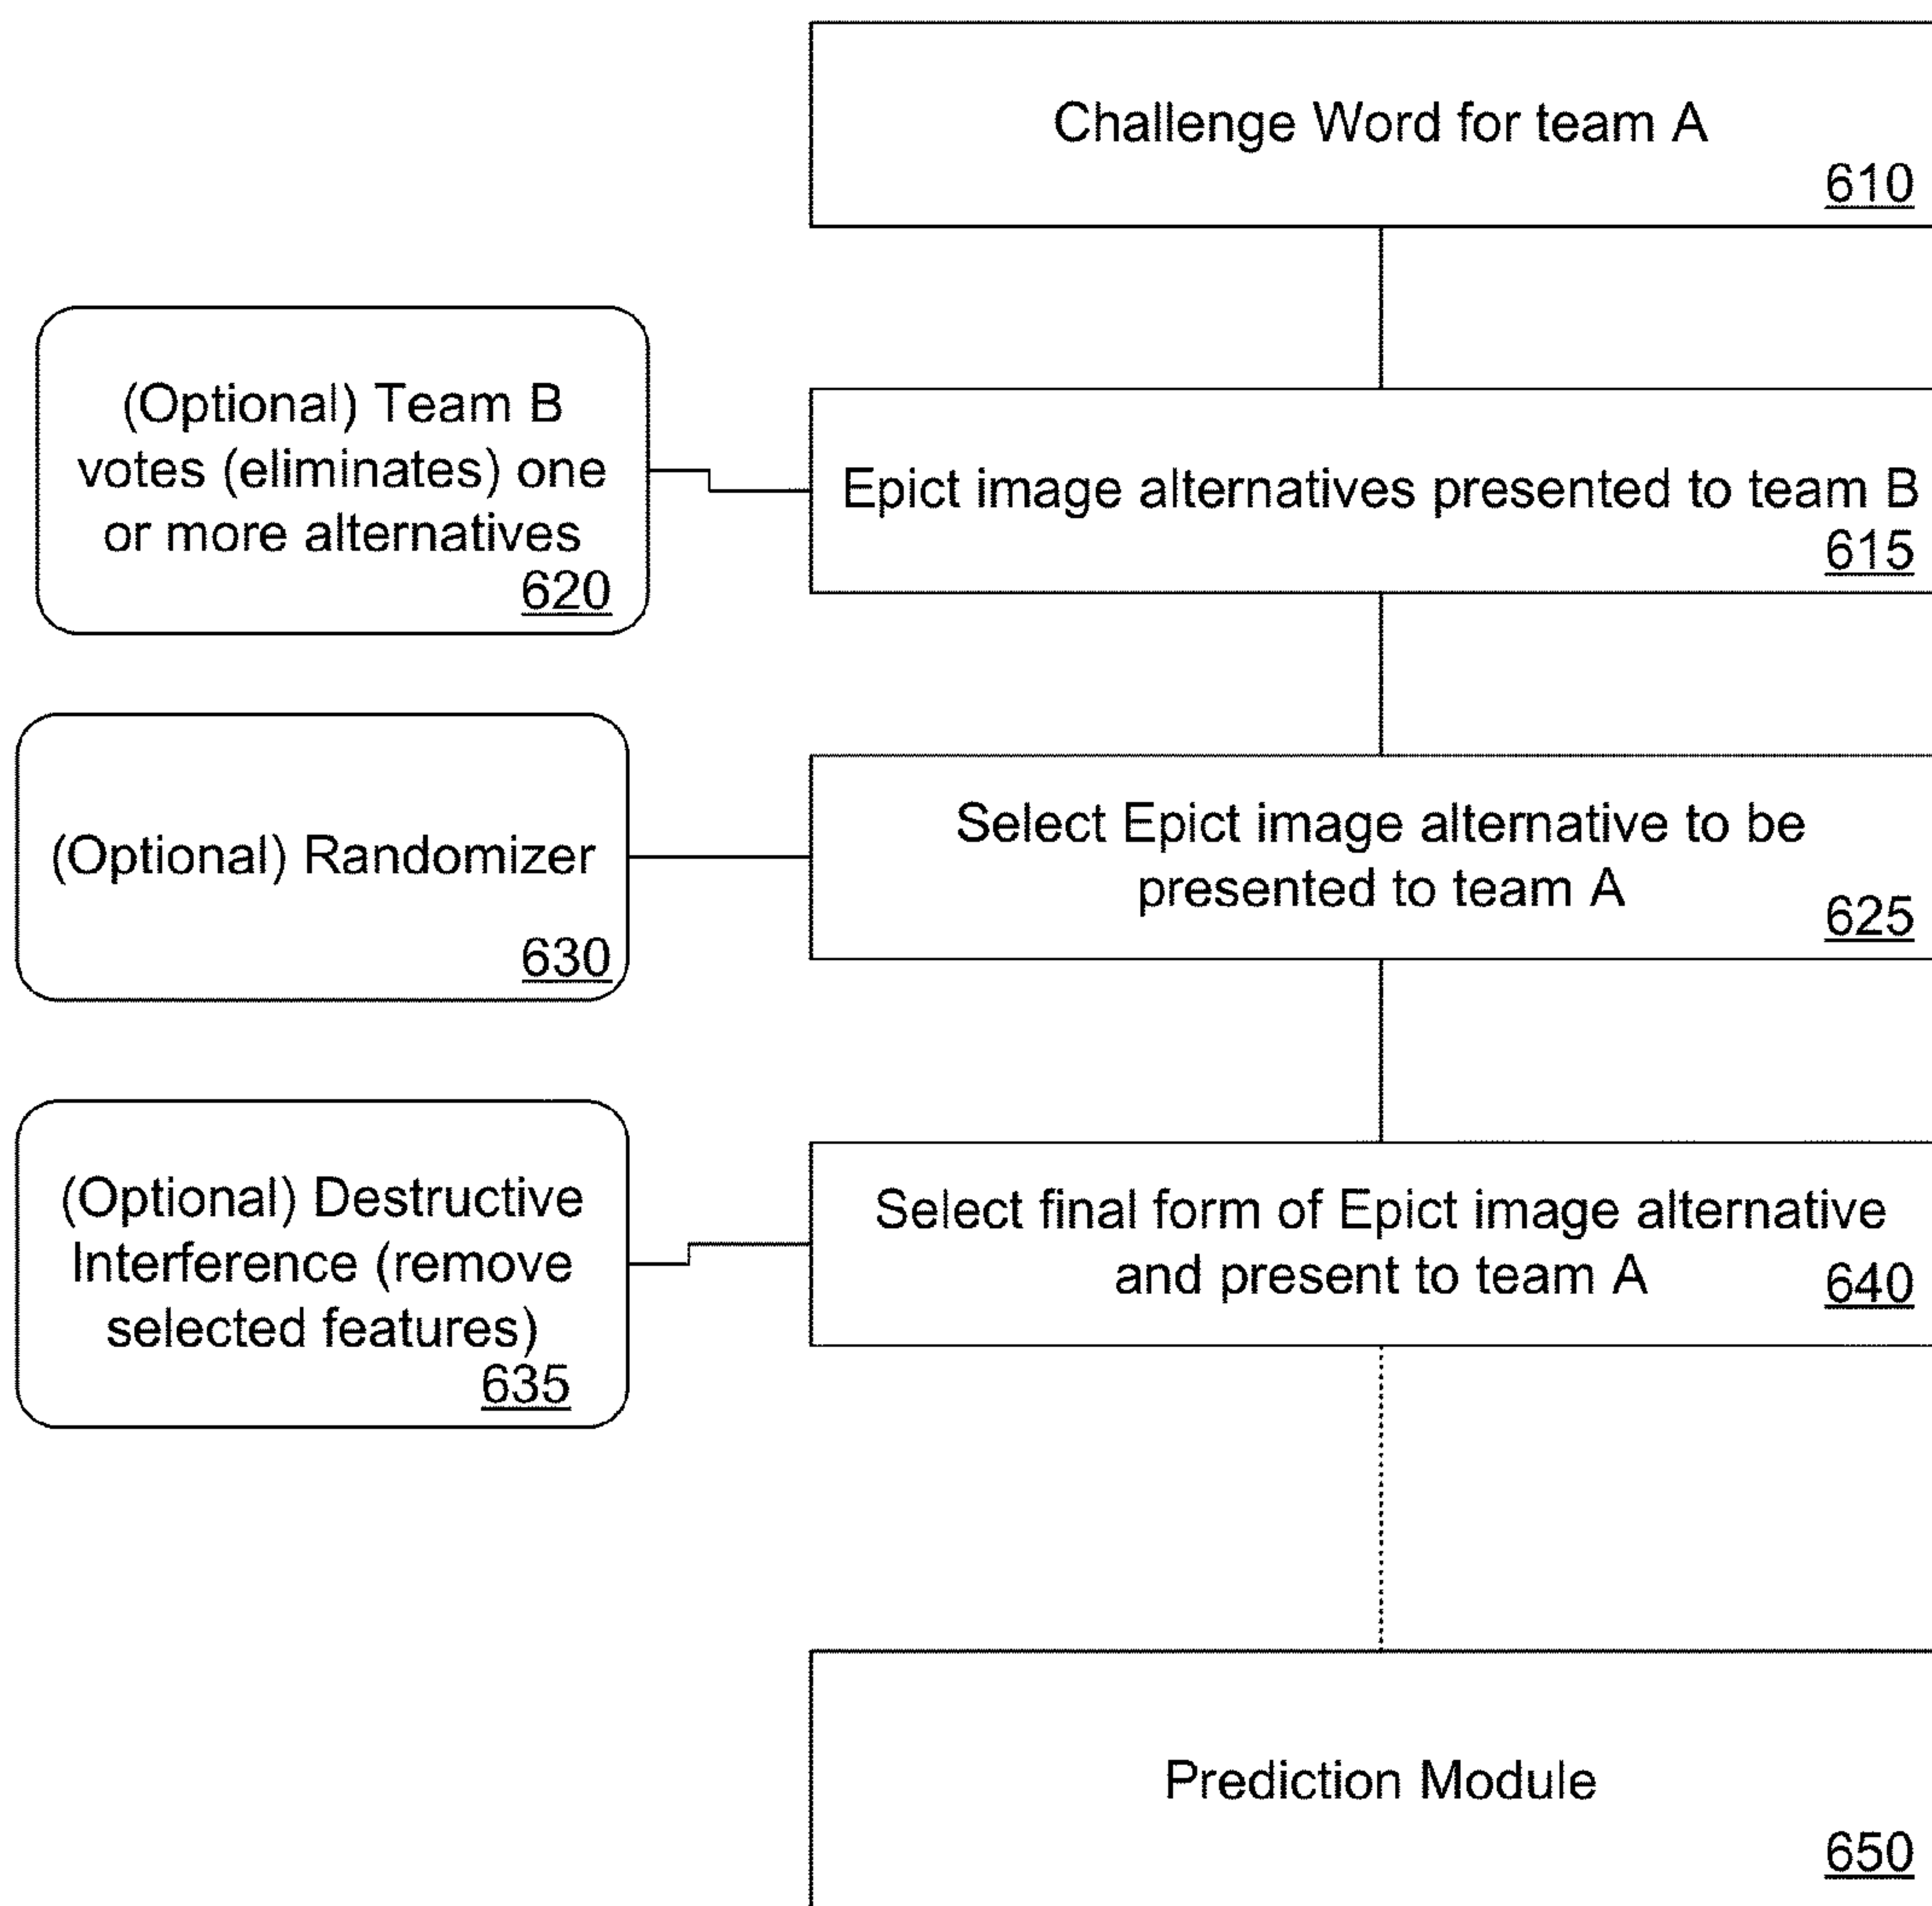 Challenge Word for team A
610
(Optional) Team B
votes (eliminates) one
or more alternatives
620
Epict image alternatives presented to team B
615
(Optional) Randomizer
630
Select Epict image alternative to be
presented to team A
625
(Optional) Destructive
Interference (remove
selected features)
635
Select final form of Epict image alternative
and present to team A
640
Prediction Module
650